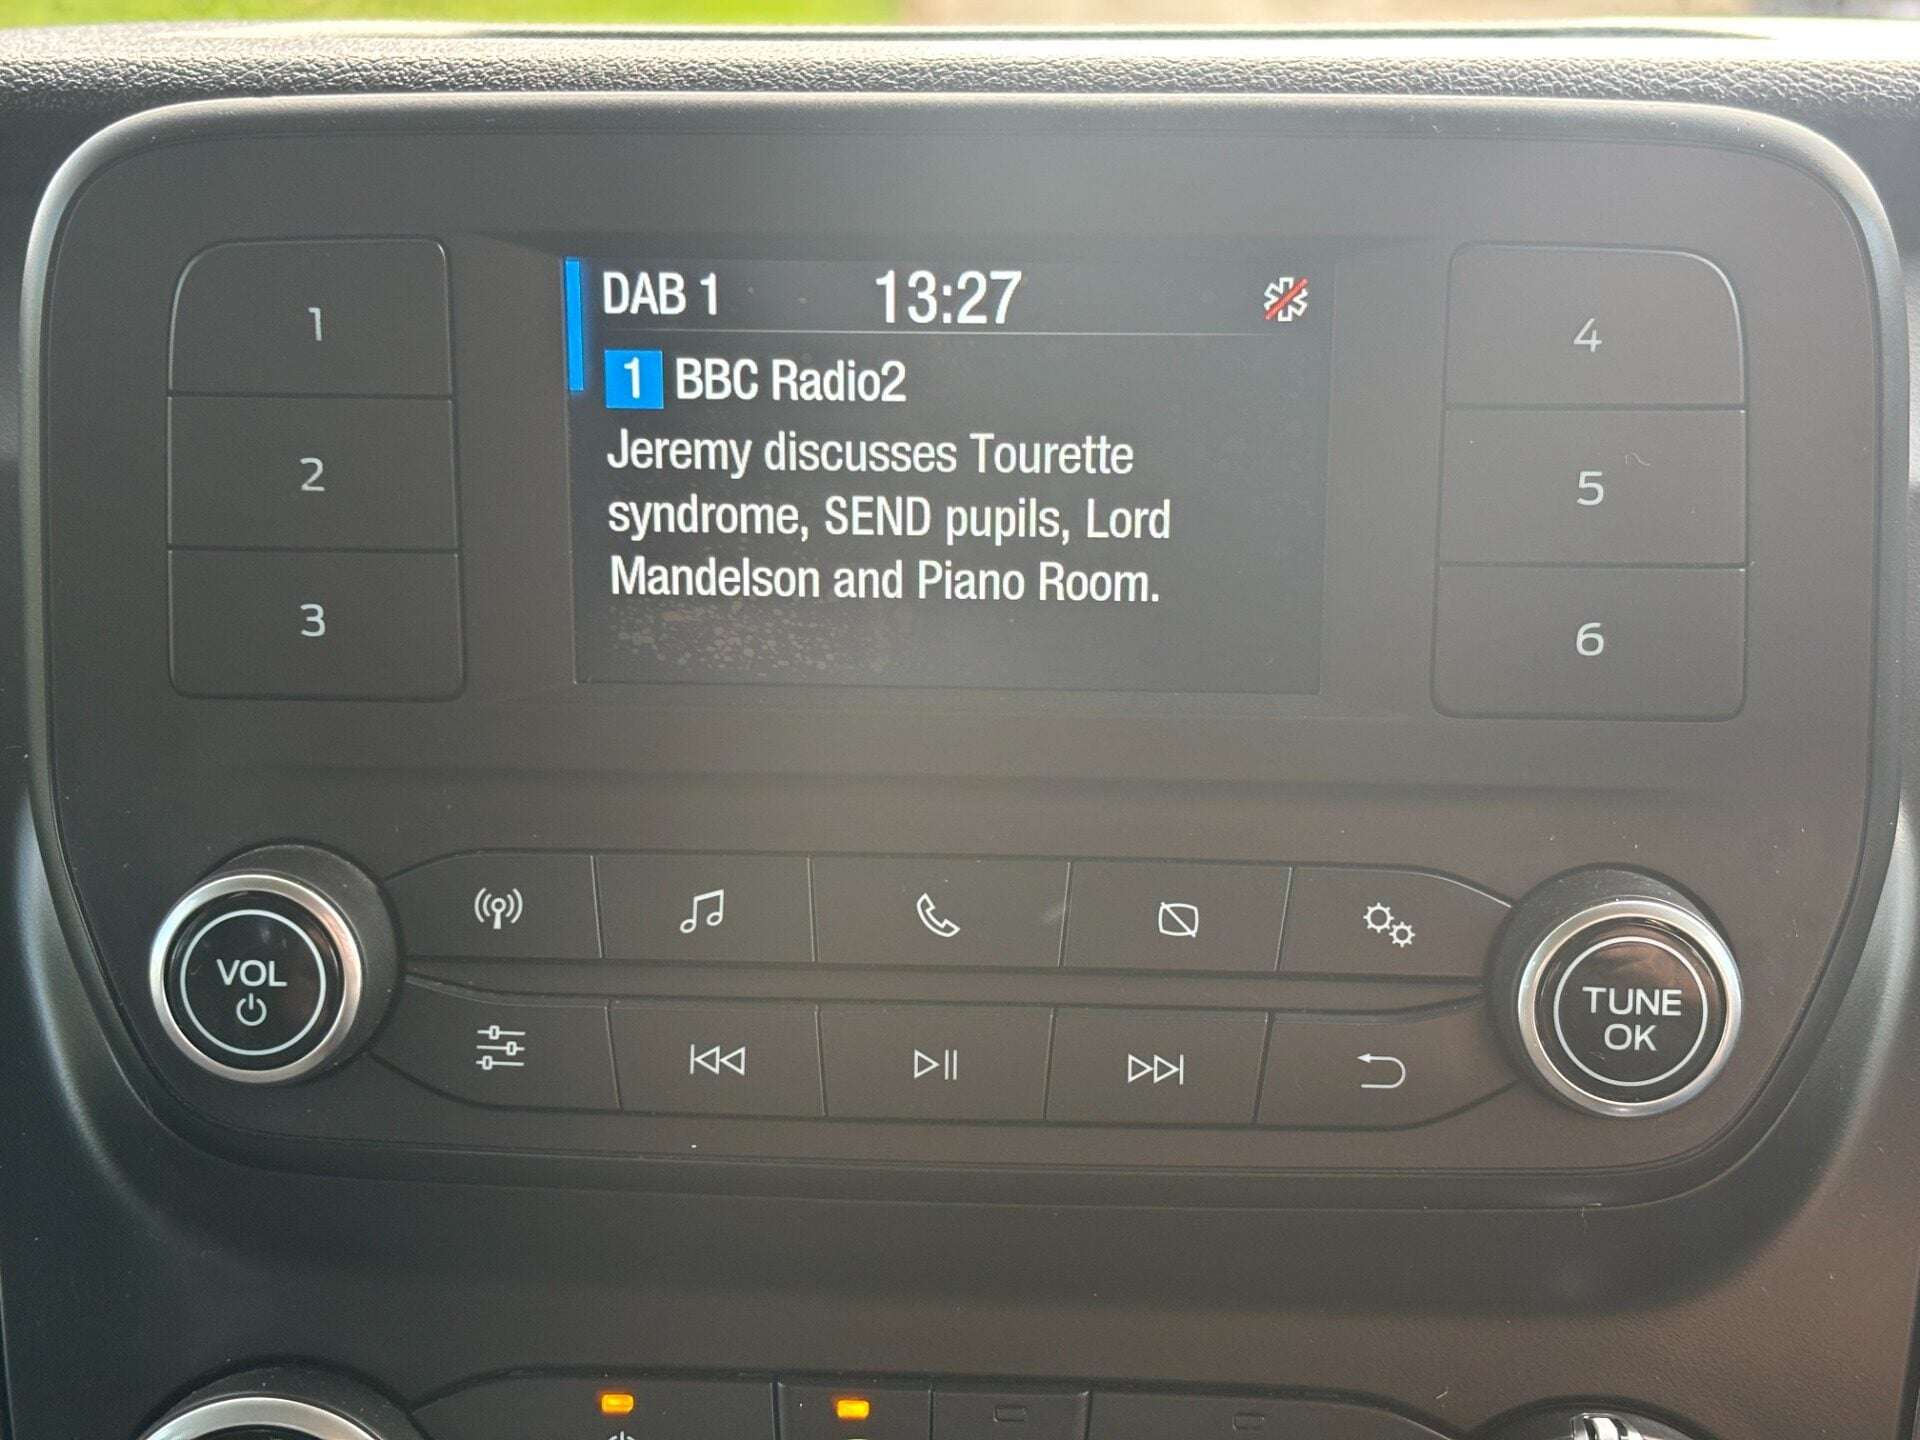 DAB 1 13:27
1 BBC Radio2
Jeremy discusses Tourette
syndrome, SEND pupils, Lord
Mandelson and Piano Room.
1
2
3
4
5
6
VOL
TUNE
OK